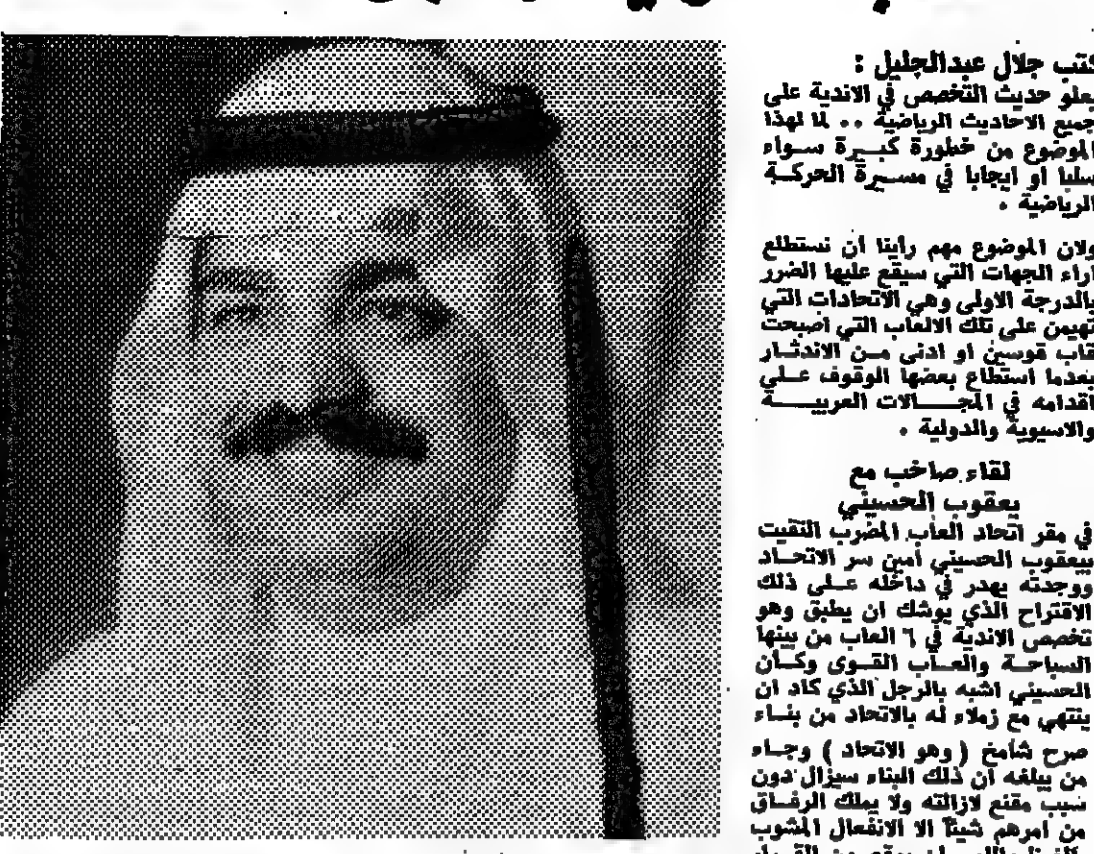 كتب جلال عبدالجليل :
يعلو حديث التخصص في الاندية على
جميع الاحاديث الرياضية .. لما لهذا
الموضوع من خطورة كبيرة سواء
سلبا او ايجابا في مسيرة الحركة
الرياضية .
ولان الموضوع مهم رأينا ان نستطلع
اراء الجهات التي سيقع عليها الضرر
بالدرجة الاولى وهي الاتحادات التي
تهيمن على تلك الالعاب التي اصبحت
قاب قوسين او ادنى من الاندثار
بعدما استطاع بعضها الوقوف على
اقدامه في المجالات العربية
والاسيوية والدولية .
لقاء صاخب مع
يعقوب الحسيني
في مقر اتحاد العاب المضرب التقيت
بيعقوب الحسيني أمين سر الاتحاد
ووجدته يهدر في داخله على ذلك
الاقتراح الذي يوشك ان يطبق وهو
تخصص الاندية في ٦ العاب من بينها
السباحة والعاب القوى وكأن
الحسيني اشبه بالرجل الذي كاد ان
ينتهي مع زملاء له بالاتحاد من بناء
صرح شامخ ( وهو الاتحاد ) وجاء
من يبلغه ان ذلك البناء سيزال دون
سبب مقنع لازالته ولا يملك الرفاق
من امرهم شيئا الا الانفعال المشوب